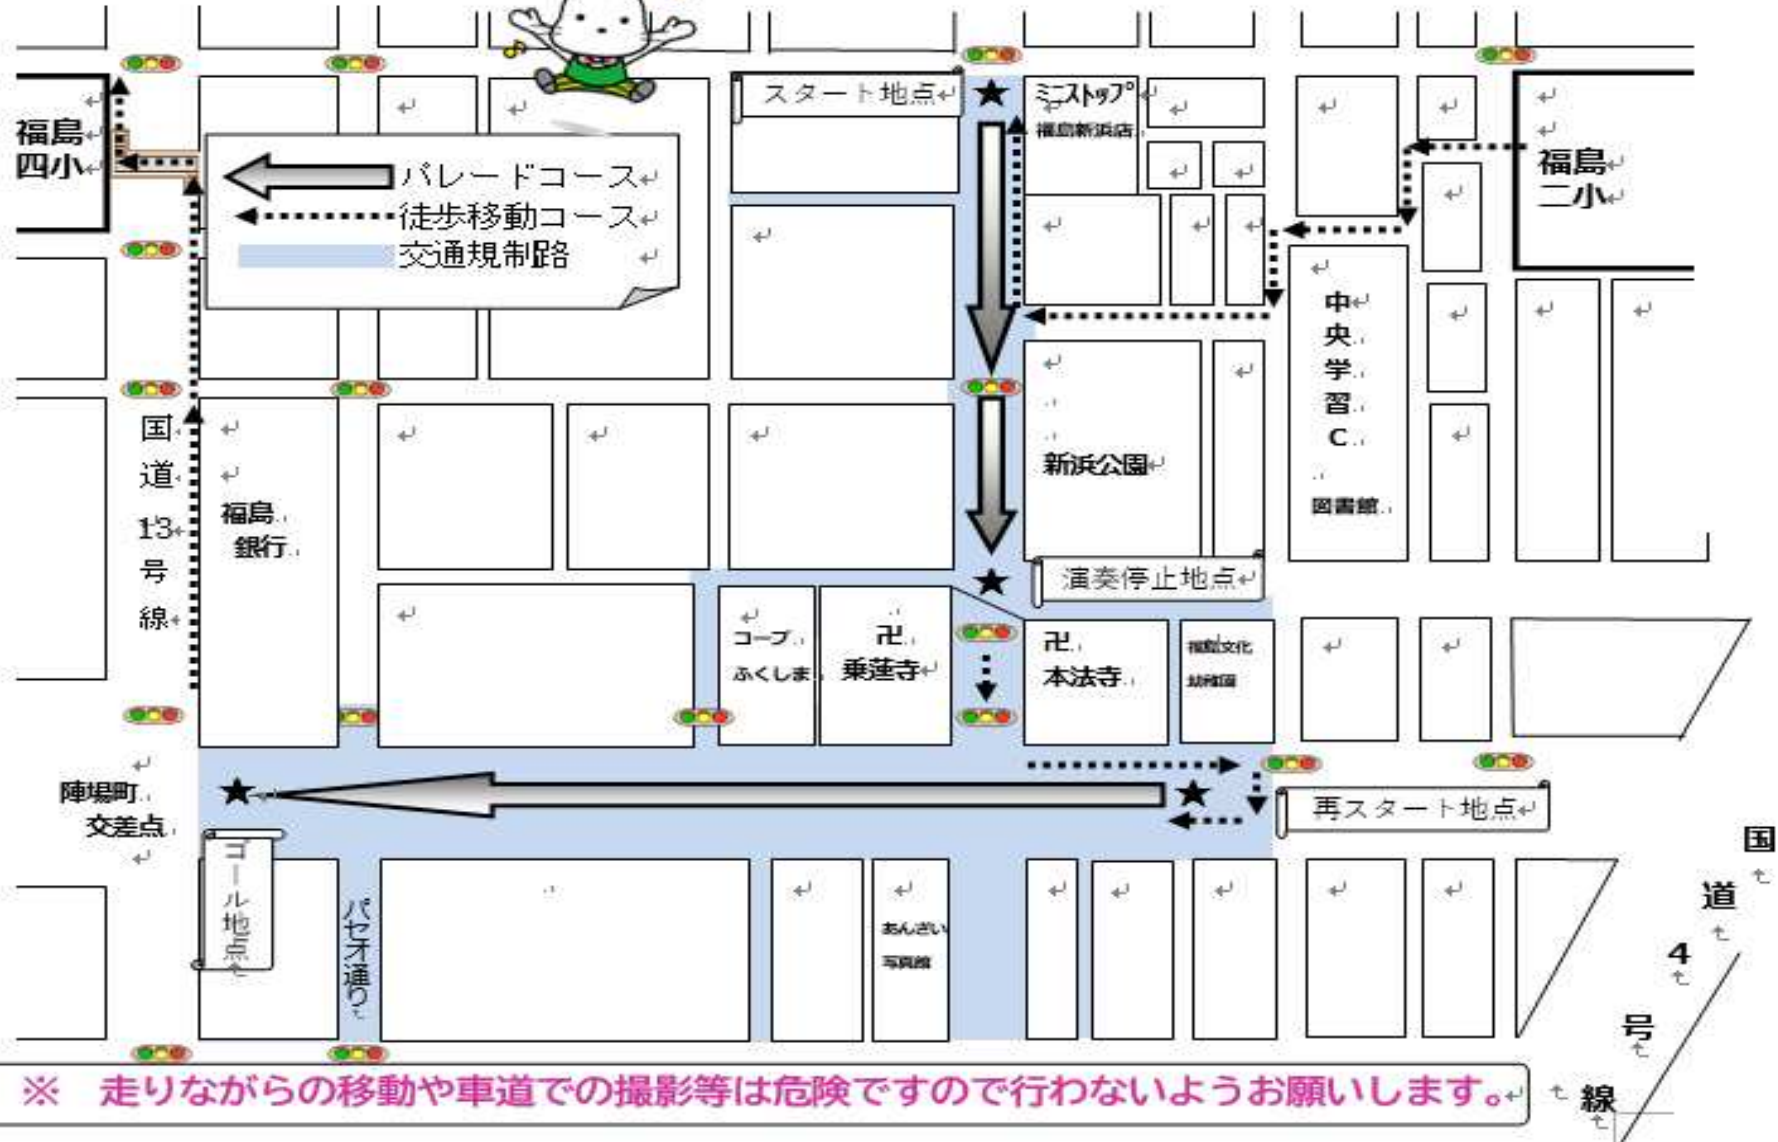 スタート地点
ミニストップ
福島新浜店
福島
四小
福島
二小
パレードコース
徒歩移動コース
交通規制路
中
央
学
習
C
図書館
国
道
13
号
線
福島
銀行
新浜公園
演奏停止地点
コープ
ふくしま
卍
乗蓮寺
卍
本法寺
福島文化
幼稚園
陣場町
交差点
再スタート地点
ゴール地点
パセオ通り
あんざい
写真館
国
道
4
号
線
※ 走りながらの移動や車道での撮影等は危険ですので行わないようお願いします。